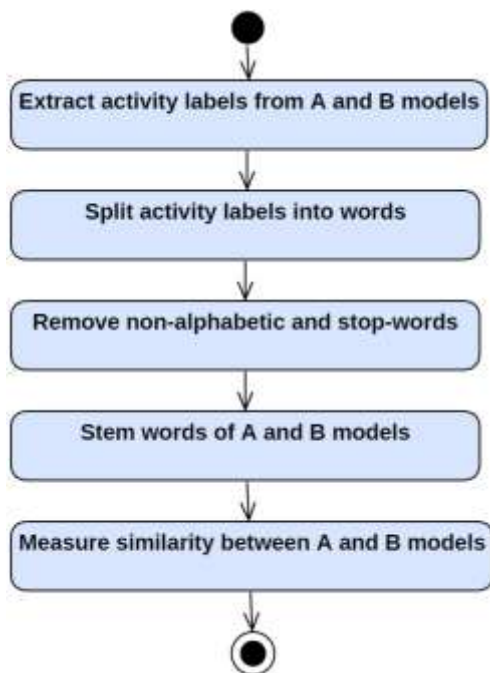 Extract activity labels from A and B models
Split activity labels into words
Remove non-alphabetic and stop-words
Stem words of A and B models
Measure similarity between A and B models